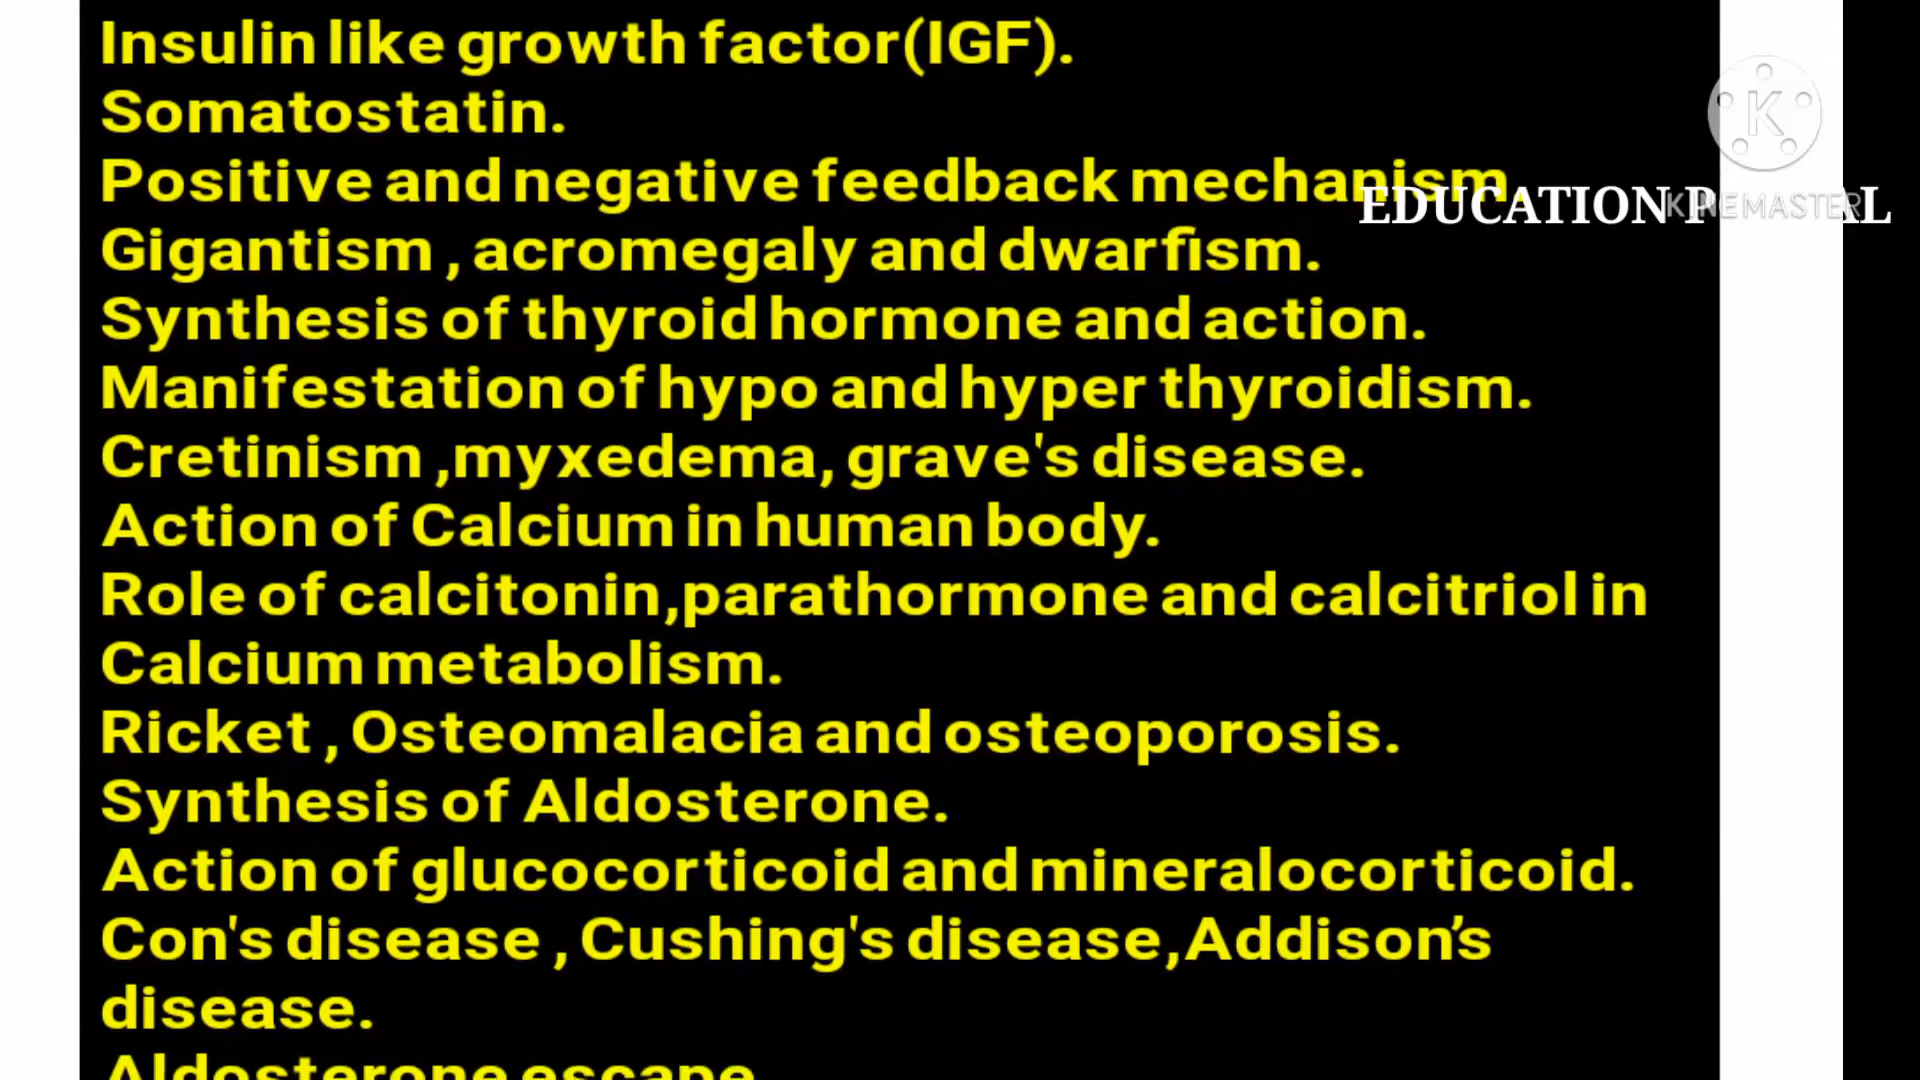 Insulin like growth factor(IGF).
Somatostatin.
Positive and negative feedback mechanism.
EDUCATION
KINEMASTER
K
Gigantism , acromegaly and dwarfism.
Synthesis of thyroid hormone and action.
Manifestation of hypo and hyper thyroidism.
Cretinism ,myxedema, grave's disease.
Action of Calcium in human body.
Role of calcitonin,parathormone and calcitriol in
Calcium metabolism.
Ricket , Osteomalacia and osteoporosis.
Synthesis of Aldosterone.
Action of glucocorticoid and mineralocorticoid.
Con's disease , Cushing's disease,Addison’s
disease.
Aldosterone escape